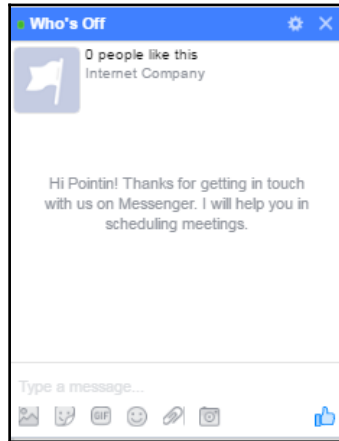 Who's Off
0 people like this
Internet Company
Hi Pointin! Thanks for getting in touch
with us on Messenger. I will help you in
scheduling meetings.
Type a message...
GIF